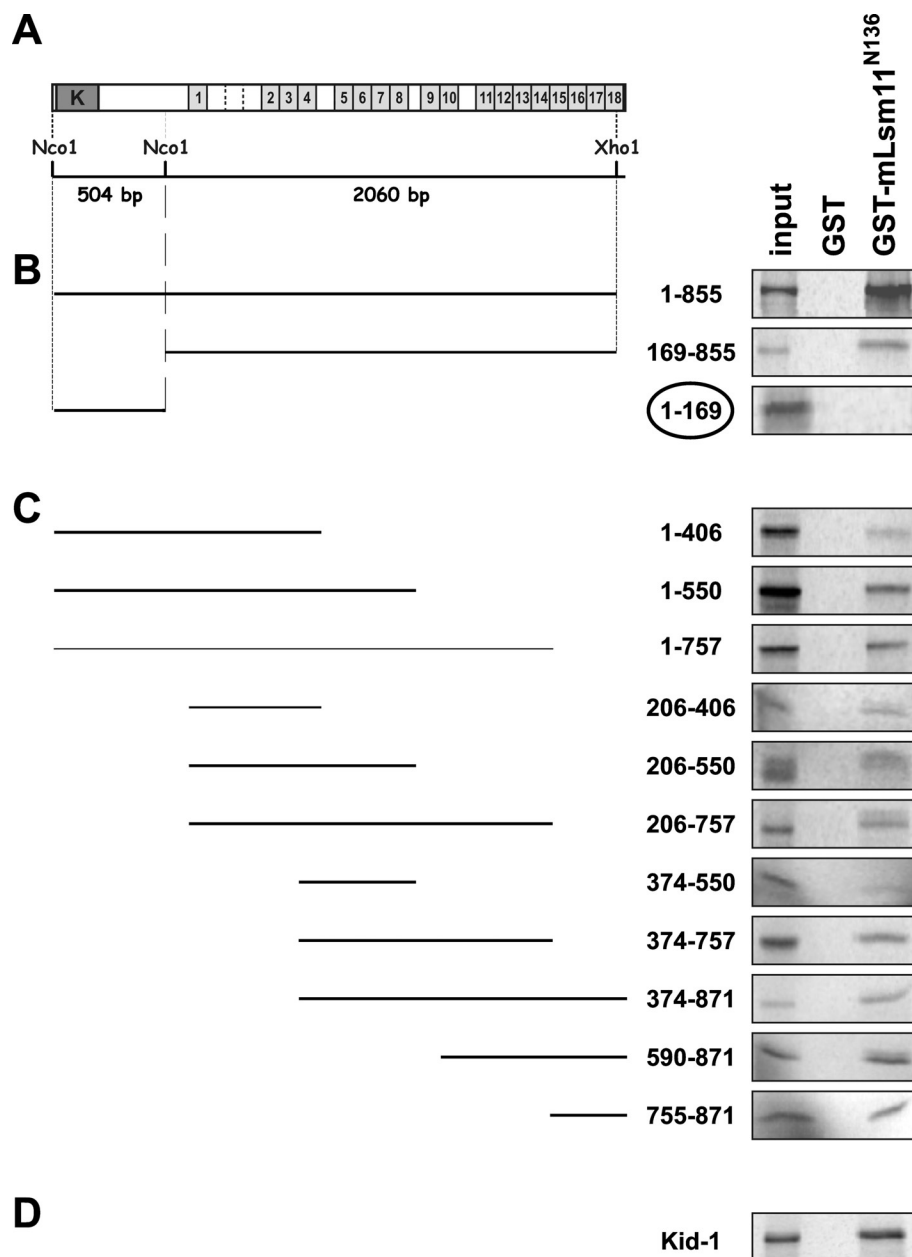 A
K 1 2 3 4 5 6 7 8 9 10 11 12 13 14 15 16 17 18
Nco1 Nco1 Xho1
504 bp 2060 bp
input GST GST-mLsm11N136
B
1-855
169-855
1-169
C
1-406
1-550
1-757
206-406
206-550
206-757
374-550
374-757
374-871
590-871
755-871
D
Kid-1